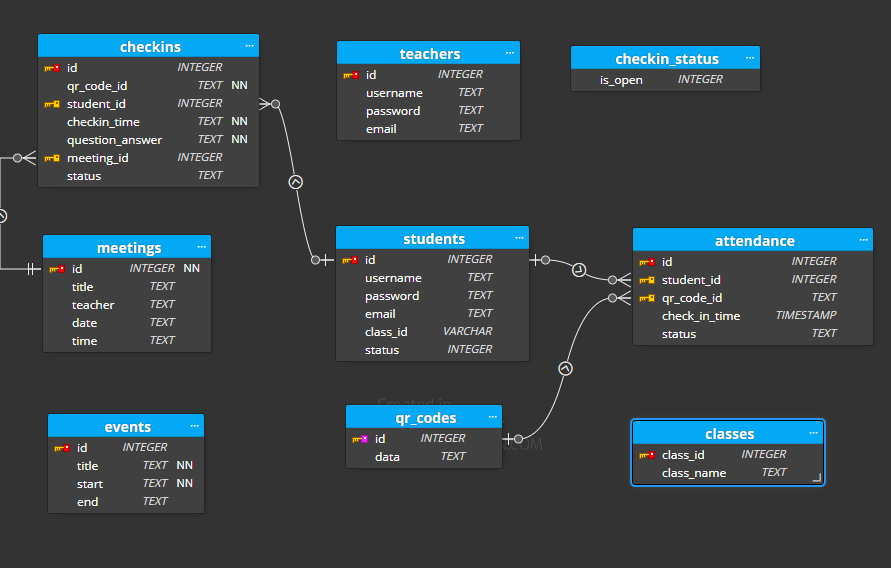 checkins ...
id INTEGER
qr_code_id TEXT NN
student_id INTEGER
checkin_time TEXT NN
question_answer TEXT NN
meeting_id INTEGER
status TEXT
teachers ...
id INTEGER
username TEXT
password TEXT
email TEXT
checkin_status ...
is_open INTEGER
meetings ...
id INTEGER NN
title TEXT
teacher TEXT
date TEXT
time TEXT
students ...
id INTEGER
username TEXT
password TEXT
email TEXT
class_id VARCHAR
status INTEGER
attendance ...
id INTEGER
student_id INTEGER
qr_code_id TEXT
check_in_time TIMESTAMP
status TEXT
events ...
id INTEGER
title TEXT NN
start TEXT NN
end TEXT
Created in
qr_codes ...
id INTEGER
data TEXT
classes ...
class_id INTEGER
class_name TEXT